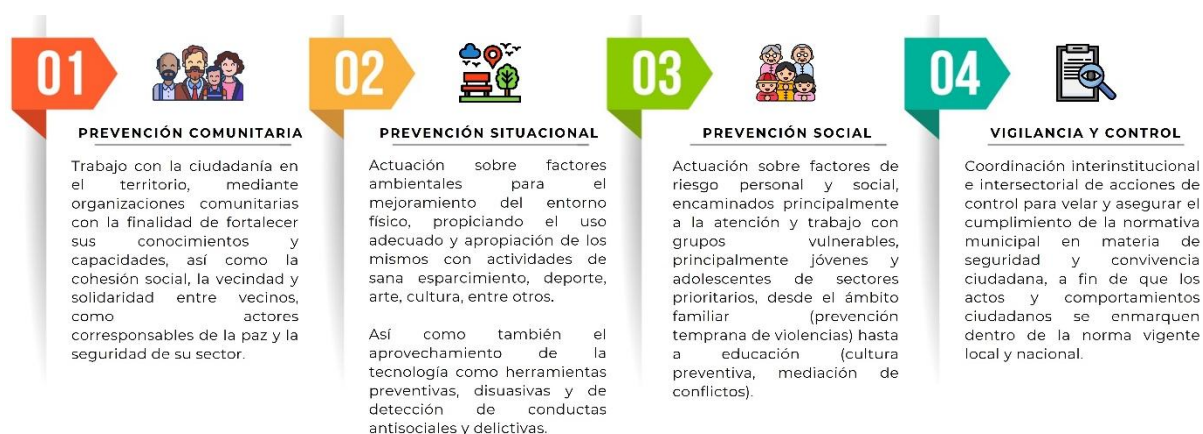 01
PREVENCIÓN COMUNITARIA
Trabajo con la ciudadanía en
el territorio, mediante
organizaciones comunitarias
con la finalidad de fortalecer
sus conocimientos y
capacidades, así como la
cohesión social, la vecindad y
solidaridad entre vecinos,
como actores
corresponsables de la paz y la
seguridad de su sector.
02
PREVENCIÓN SITUACIONAL
Actuación sobre factores
ambientales para el
mejoramiento del entorno
físico, propiciando el uso
adecuado y apropiación de los
mismos con actividades de
sana esparcimiento, deporte,
arte, cultura, entre otros.
Así como también el
aprovechamiento de la
tecnología como herramientas
preventivas, disuasivas y de
detección de conductas
antisociales y delictivas.
03
PREVENCIÓN SOCIAL
Actuación sobre factores de
riesgo personal y social,
encaminados principalmente
a la atención y trabajo con
grupos vulnerables,
principalmente jóvenes y
adolescentes de sectores
prioritarios, desde el ámbito
familiar (prevención
temprana de violencias) hasta
a educación (cultura
preventiva, mediación de
conflictos).
04
VIGILANCIA Y CONTROL
Coordinación interinstitucional
e intersectorial de acciones de
control para velar y asegurar el
cumplimiento de la normativa
municipal en materia de
seguridad y convivencia
ciudadana, a fin de que los
actos y comportamientos
ciudadanos se enmarquen
dentro de la norma vigente
local y nacional.